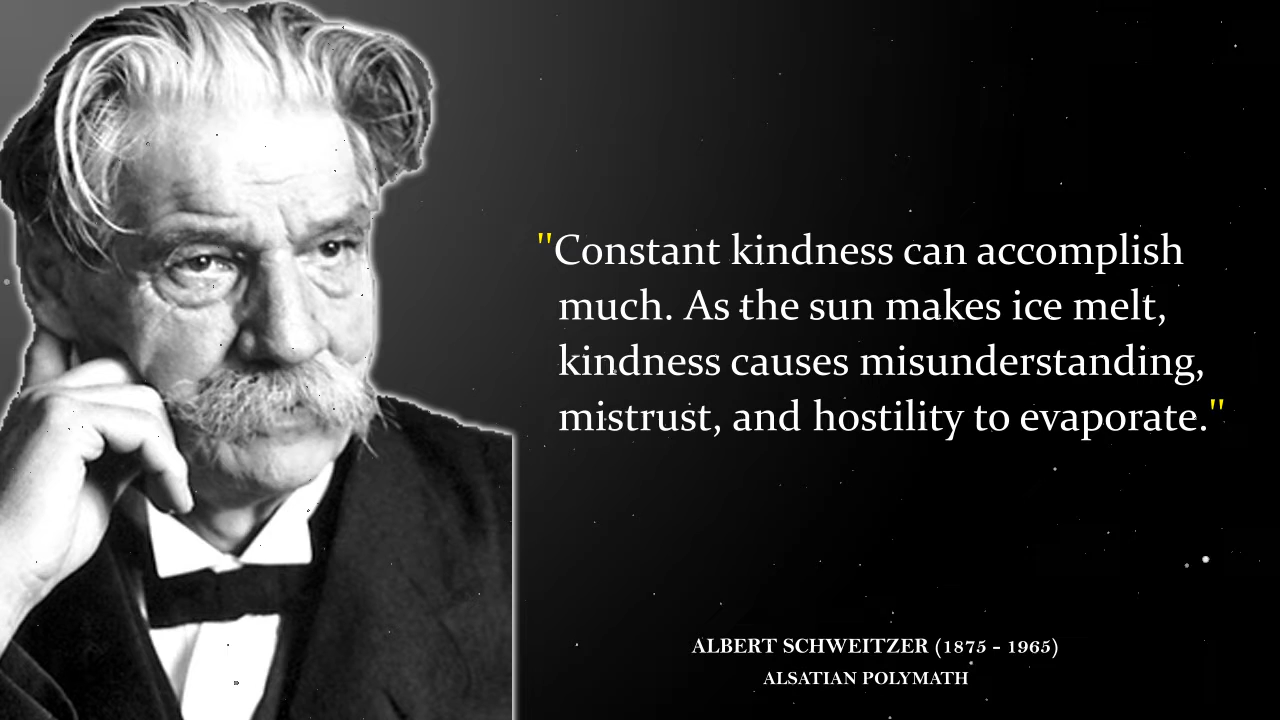 "Constant kindness can accomplish
much. As the sun makes ice melt,
kindness causes misunderstanding,
mistrust, and hostility to evaporate."
ALBERT SCHWEITZER (1875 - 1965)
ALSATIAN POLYMATH